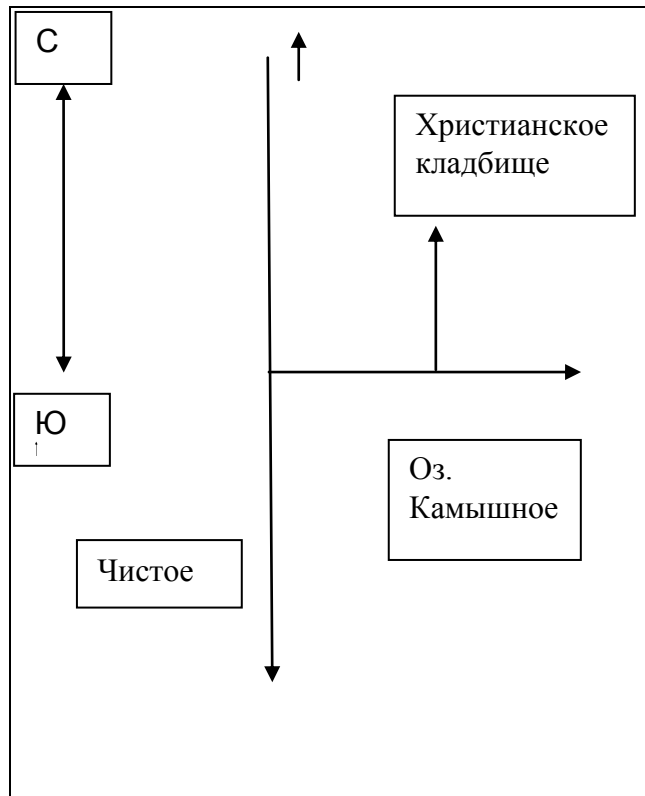 С
Христианское
кладбище
Ю
Оз.
Камышное
Чистое